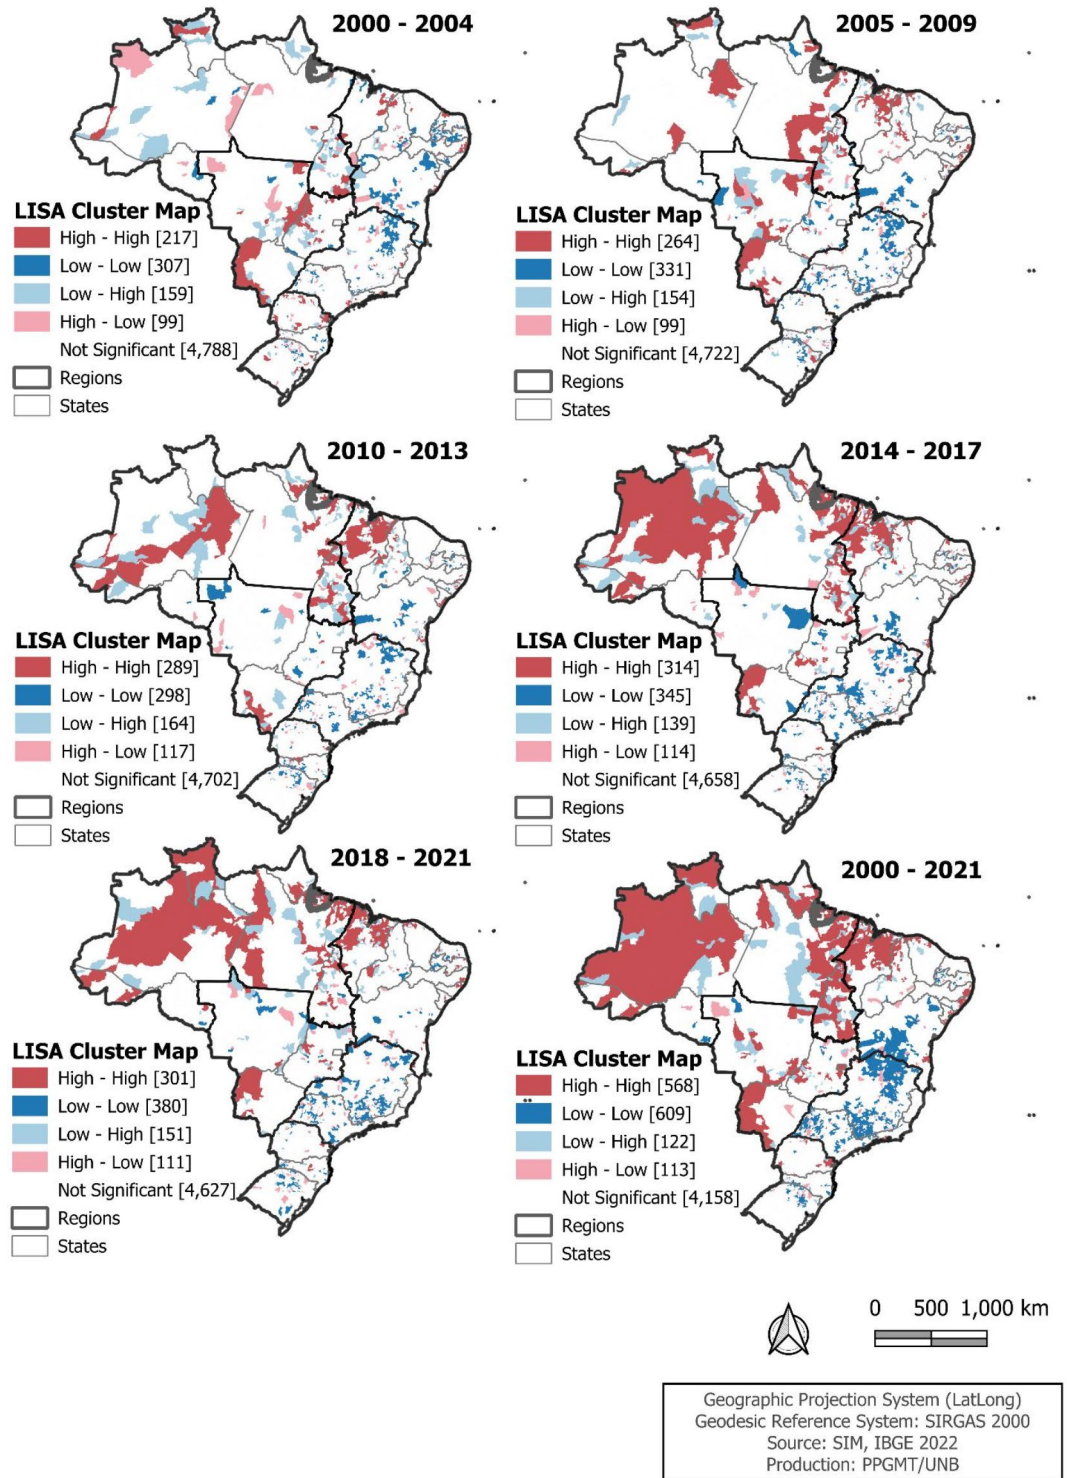 2000 - 2004
LISA Cluster Map
High - High [217]
Low - Low [307]
Low - High [159]
High - Low [99]
Not Significant [4,788]
Regions
States
2005 - 2009
LISA Cluster Map
High - High [264]
Low - Low [331]
Low - High [154]
High - Low [99]
Not Significant [4,722]
Regions
States
2010 - 2013
LISA Cluster Map
High - High [289]
Low - Low [298]
Low - High [164]
High - Low [117]
Not Significant [4,702]
Regions
States
2014 - 2017
LISA Cluster Map
High - High [314]
Low - Low [345]
Low - High [139]
High - Low [114]
Not Significant [4,658]
Regions
States
2018 - 2021
LISA Cluster Map
High - High [301]
Low - Low [380]
Low - High [151]
High - Low [111]
Not Significant [4,627]
Regions
States
2000 - 2021
LISA Cluster Map
High - High [568]
Low - Low [609]
Low - High [122]
High - Low [113]
Not Significant [4,158]
Regions
States
0 500 1,000 km
Geographic Projection System (LatLong)
Geodesic Reference System: SIRGAS 2000
Source: SIM, IBGE 2022
Production: PPGMT/UNB